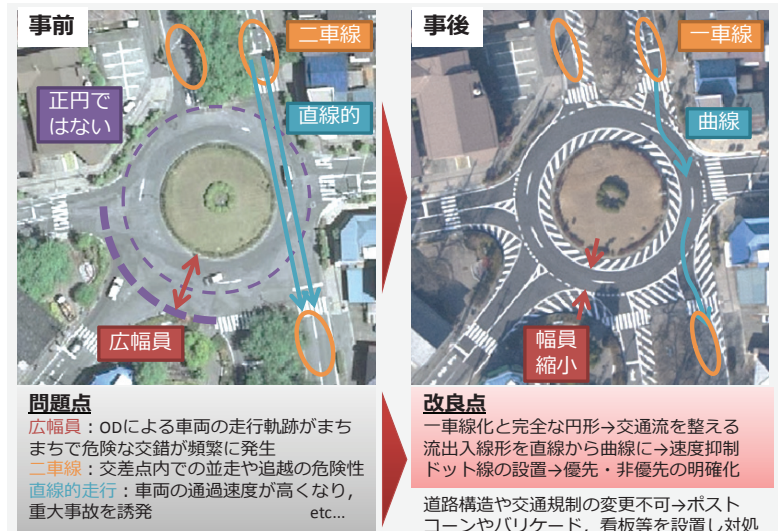 事前
二車線
正円で
はない
直線的
広幅員
事後
一車線
曲線
幅員
縮小
問題点
広幅員：ODによる車両の走行軌跡がまち
まちで危険な交錯が頻繁に発生
二車線：交差点内での並走や追越の危険性
直線的走行：車両の通過速度が高くなり,
重大事故を誘発 etc...
改良点
一車線化と完全な円形→交通流を整える
流出入線形を直線から曲線に→速度抑制
ドット線の設置→優先・非優先の明確化
道路構造や交通規制の変更不可→ポスト
コーンやバリケード，看板等を設置し対処